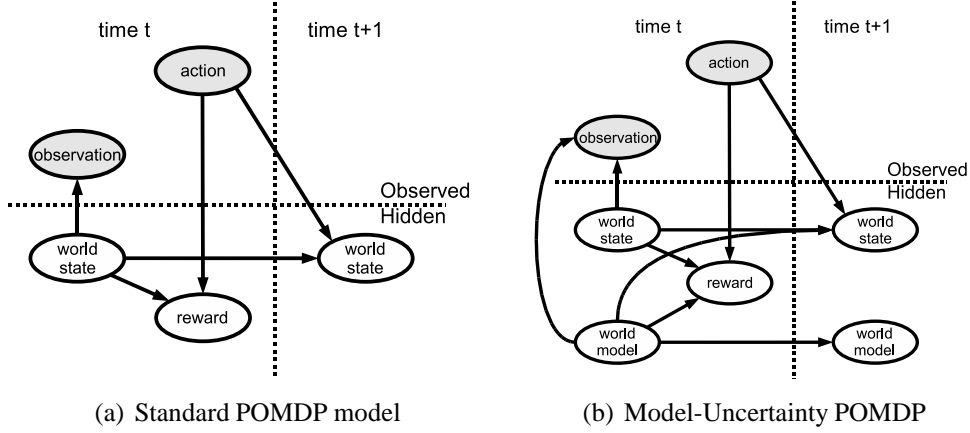 time t
time t+1
action
observation
Observed
Hidden
world
state
world
state
reward
(a) Standard POMDP model
time t
time t+1
action
observation
Observed
Hidden
world
state
world
state
reward
world
model
world
model
(b) Model-Uncertainty POMDP